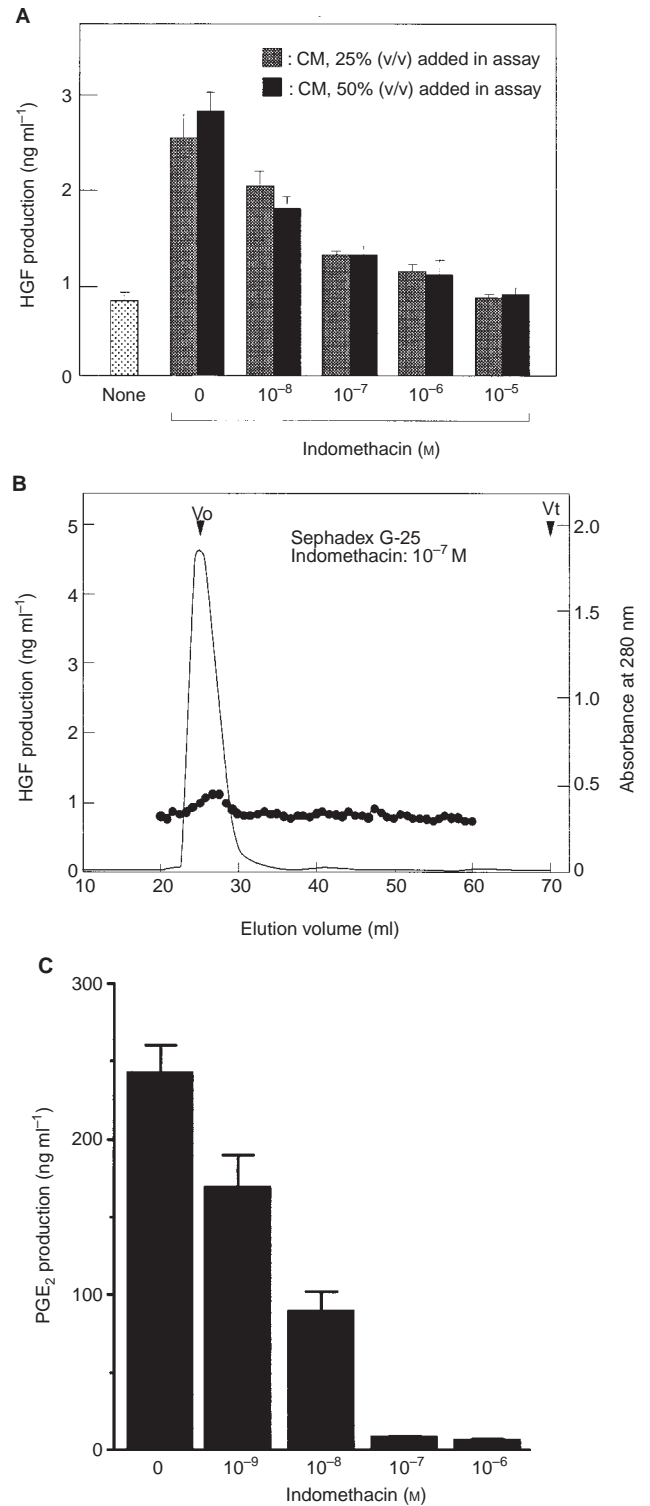 A
: CM, 25% (v/v) added in assay
: CM, 50% (v/v) added in assay
HGF production (ng ml⁻¹)
3
2
1
0
None
0
10⁻⁸
10⁻⁷
10⁻⁶
10⁻⁵
Indomethacin (M)
B
Vo
Vt
Sephadex G-25
Indomethacin: 10⁻⁷ M
HGF production (ng ml⁻¹)
5
4
3
2
1
0
Absorbance at 280 nm
2.0
1.5
1.0
0.5
0
10
20
30
40
50
60
70
Elution volume (ml)
C
PGE₂ production (ng ml⁻¹)
300
200
100
0
0
10⁻⁹
10⁻⁸
10⁻⁷
10⁻⁶
Indomethacin (M)